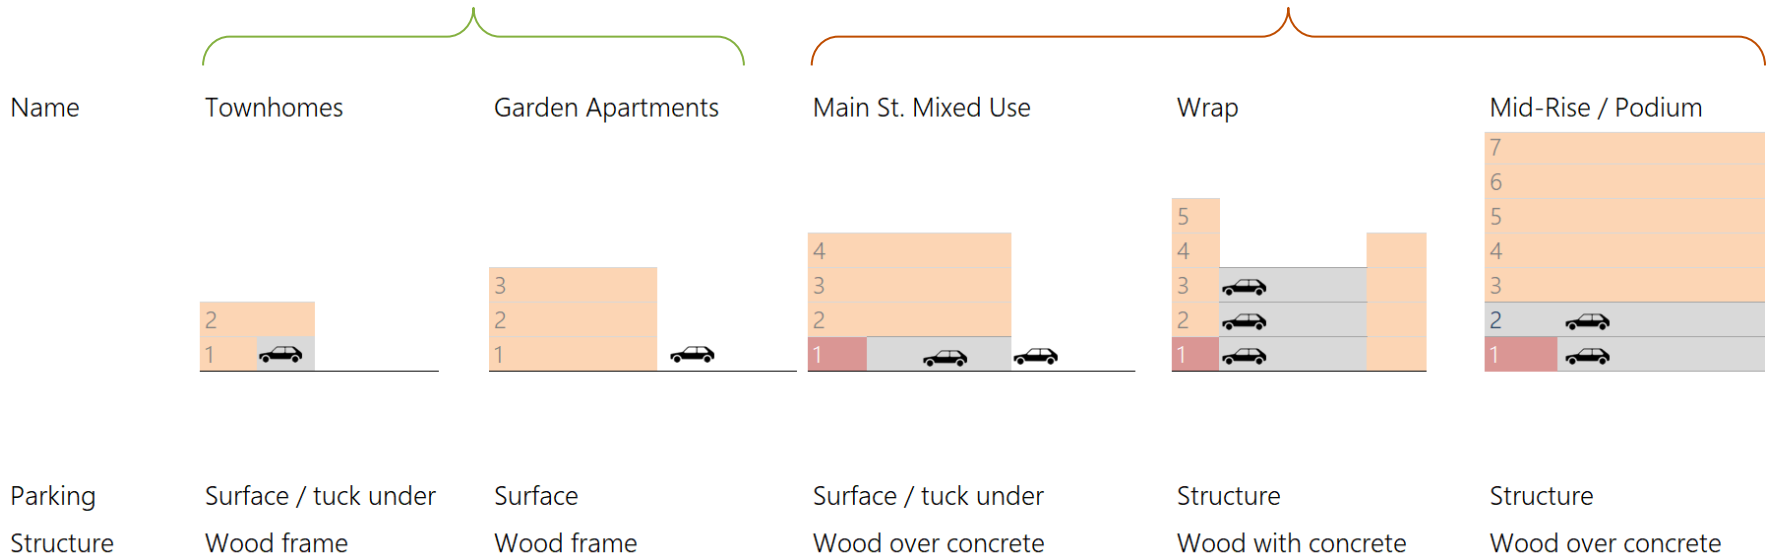 Name Townhomes Garden Apartments Main St. Mixed Use Wrap Mid-Rise / Podium
7
6
5 5
4 4 4
3 3 3 3
2 2 2 2 2
1 1 1 1 1
Parking Surface / tuck under Surface Surface / tuck under Structure Structure
Structure Wood frame Wood frame Wood over concrete Wood with concrete Wood over concrete